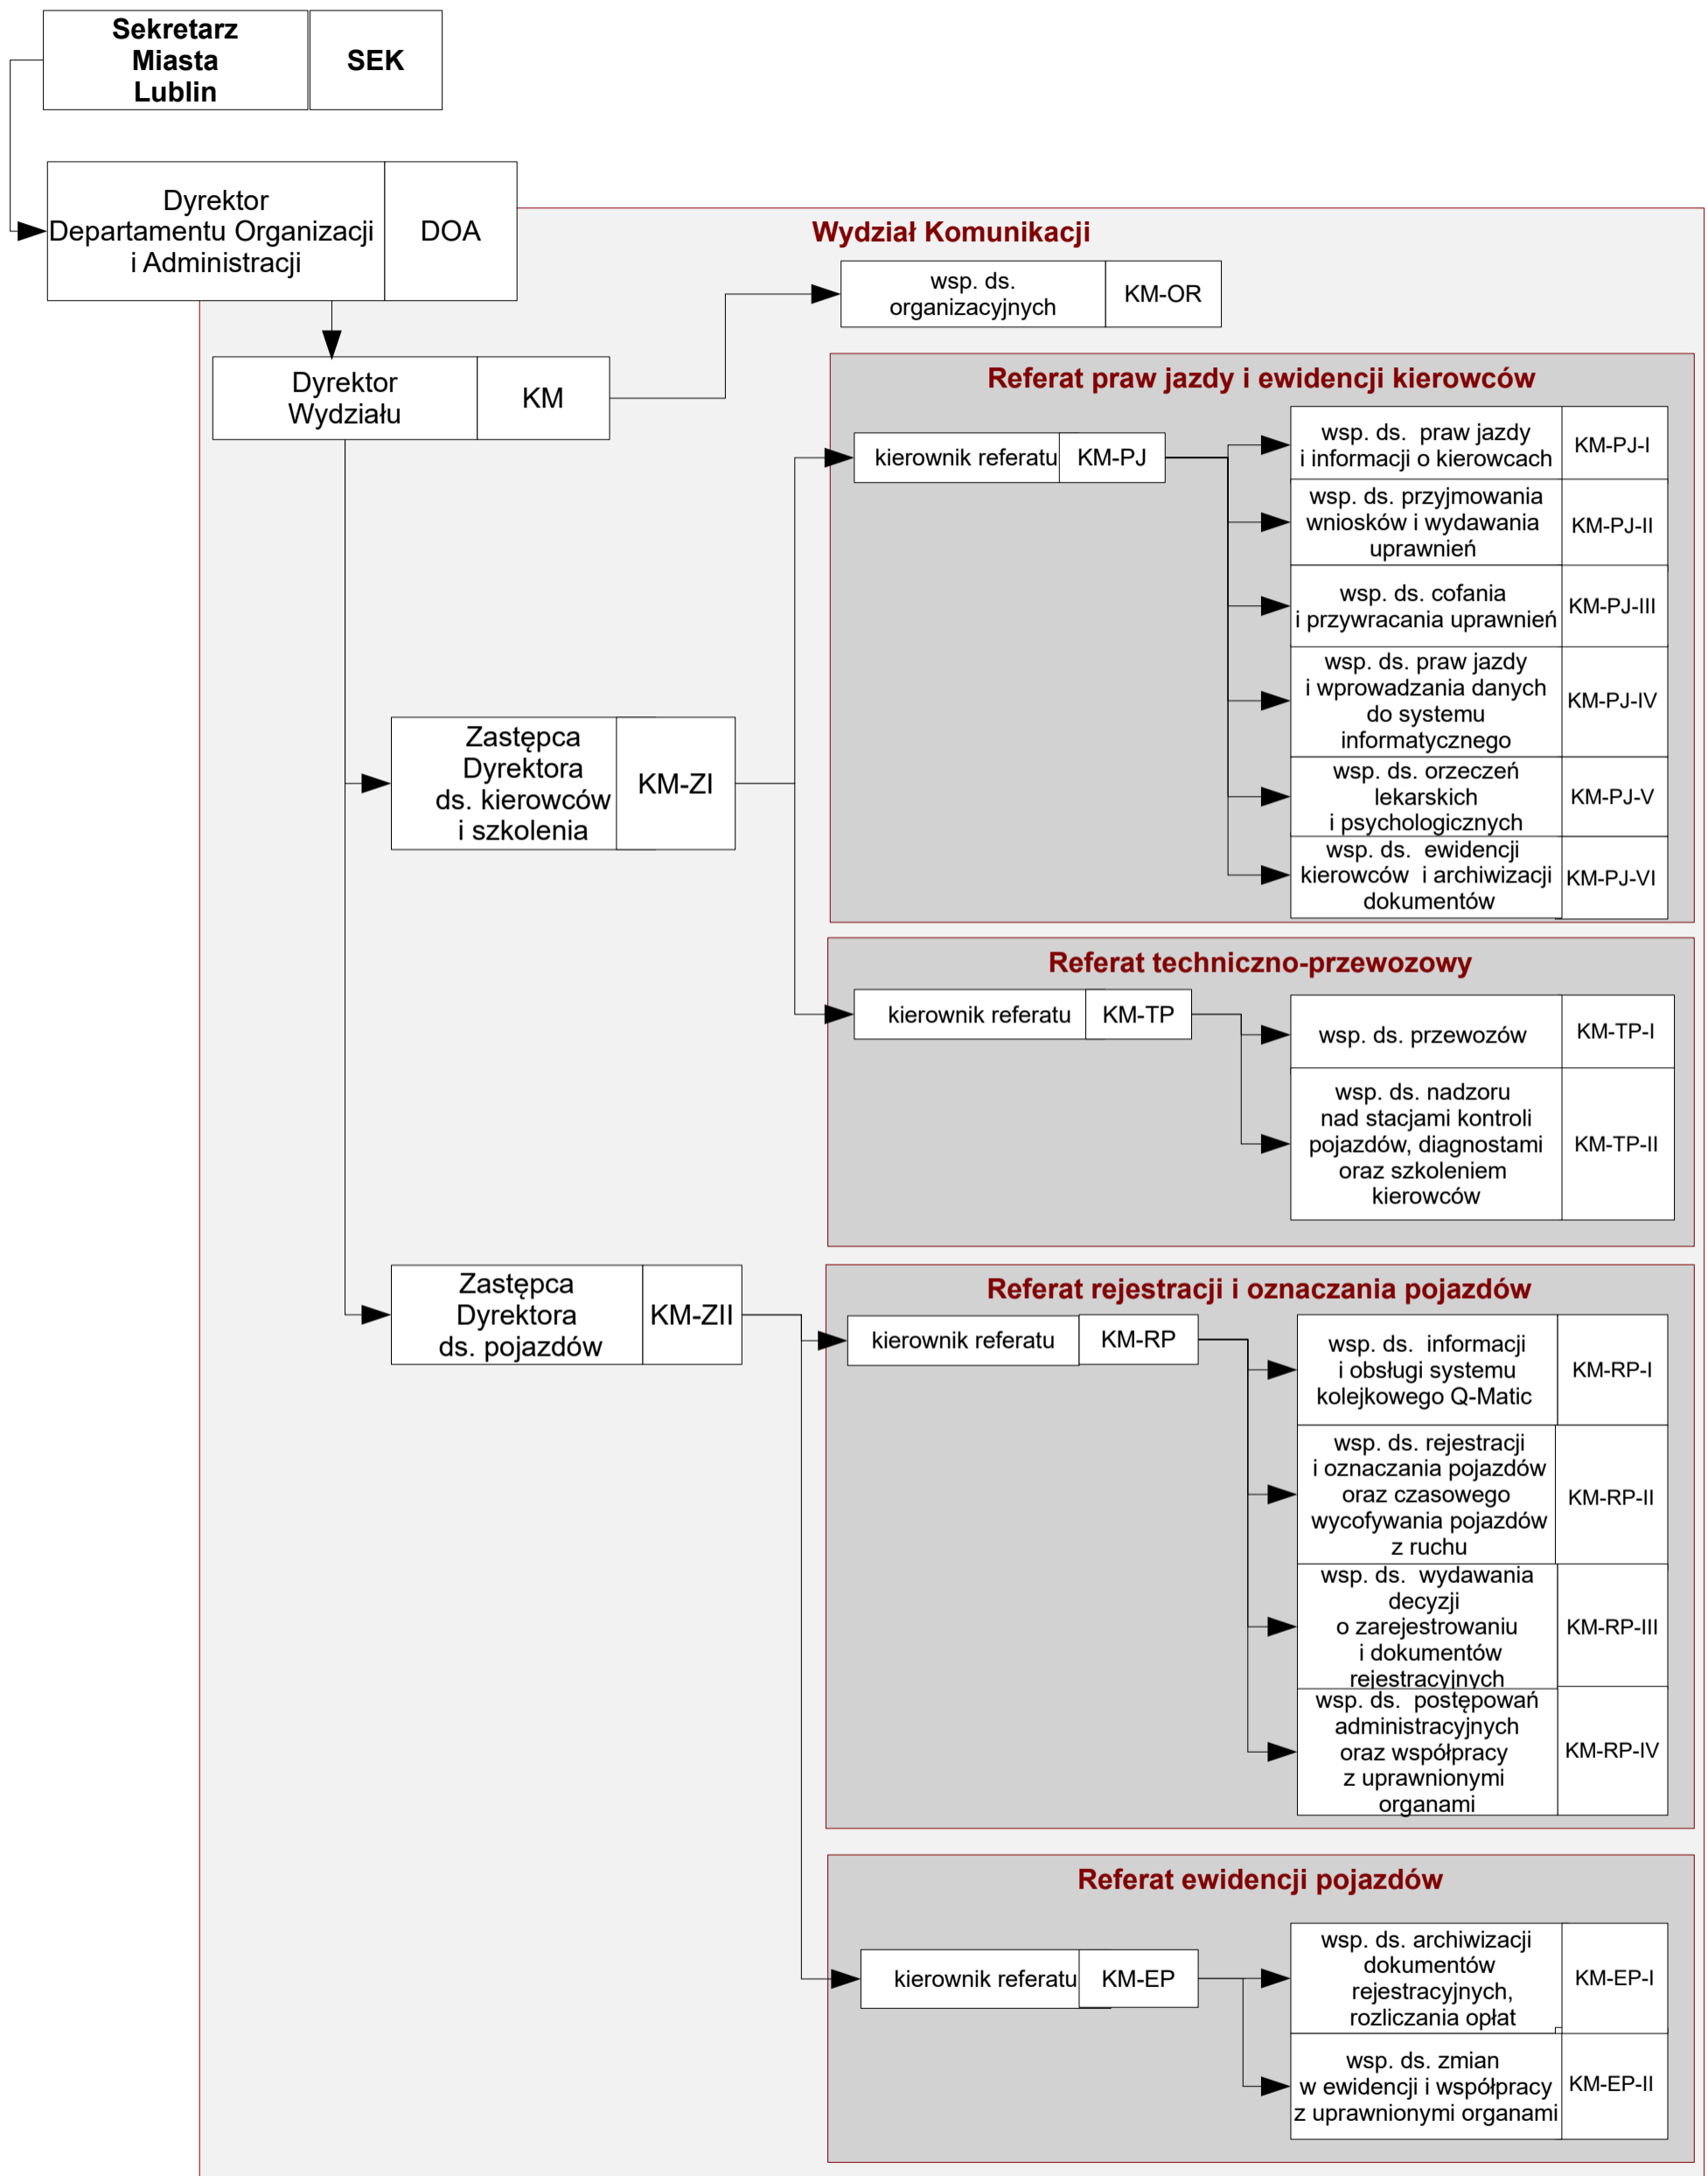 Sekretarz
Miasta
Lublin
SEK
Dyrektor
Departamentu Organizacji
i Administracji
DOA
Wydział Komunikacji
wsp. ds.
organizacyjnych
KM-OR
Dyrektor
Wydziału
KM
Referat praw jazdy i ewidencji kierowców
kierownik referatu
KM-PJ
wsp. ds. praw jazdy
i informacji o kierowcach
KM-PJ-I
wsp. ds. przyjmowania
wniosków i wydawania
uprawnień
KM-PJ-II
wsp. ds. cofania
i przywracania uprawnień
KM-PJ-III
wsp. ds. praw jazdy
i wprowadzania danych
do systemu
informatycznego
KM-PJ-IV
wsp. ds. orzeczeń
lekarskich
i psychologicznych
KM-PJ-V
wsp. ds. ewidencji
kierowców i archiwizacji
dokumentów
KM-PJ-VI
Zastępca
Dyrektora
ds. kierowców
i szkolenia
KM-ZI
Referat techniczno-przewozowy
kierownik referatu
KM-TP
wsp. ds. przewozów
KM-TP-I
wsp. ds. nadzoru
nad stacjami kontroli
pojazdów, diagnostami
oraz szkoleniem
kierowców
KM-TP-II
Zastępca
Dyrektora
ds. pojazdów
KM-ZII
Referat rejestracji i oznaczania pojazdów
kierownik referatu
KM-RP
wsp. ds. informacji
i obsługi systemu
kolejkowego Q-Matic
KM-RP-I
wsp. ds. rejestracji
i oznaczania pojazdów
oraz czasowego
wycofywania pojazdów
z ruchu
KM-RP-II
wsp. ds. wydawania
decyzji
o zarejestrowaniu
i dokumentów
rejestracyjnych
KM-RP-III
wsp. ds. postępowań
administracyjnych
oraz współpracy
z uprawnionymi
organami
KM-RP-IV
Referat ewidencji pojazdów
kierownik referatu
KM-EP
wsp. ds. archiwizacji
dokumentów
rejestracyjnych,
rozliczania opłat
KM-EP-I
wsp. ds. zmian
w ewidencji i współpracy
z uprawnionymi organami
KM-EP-II